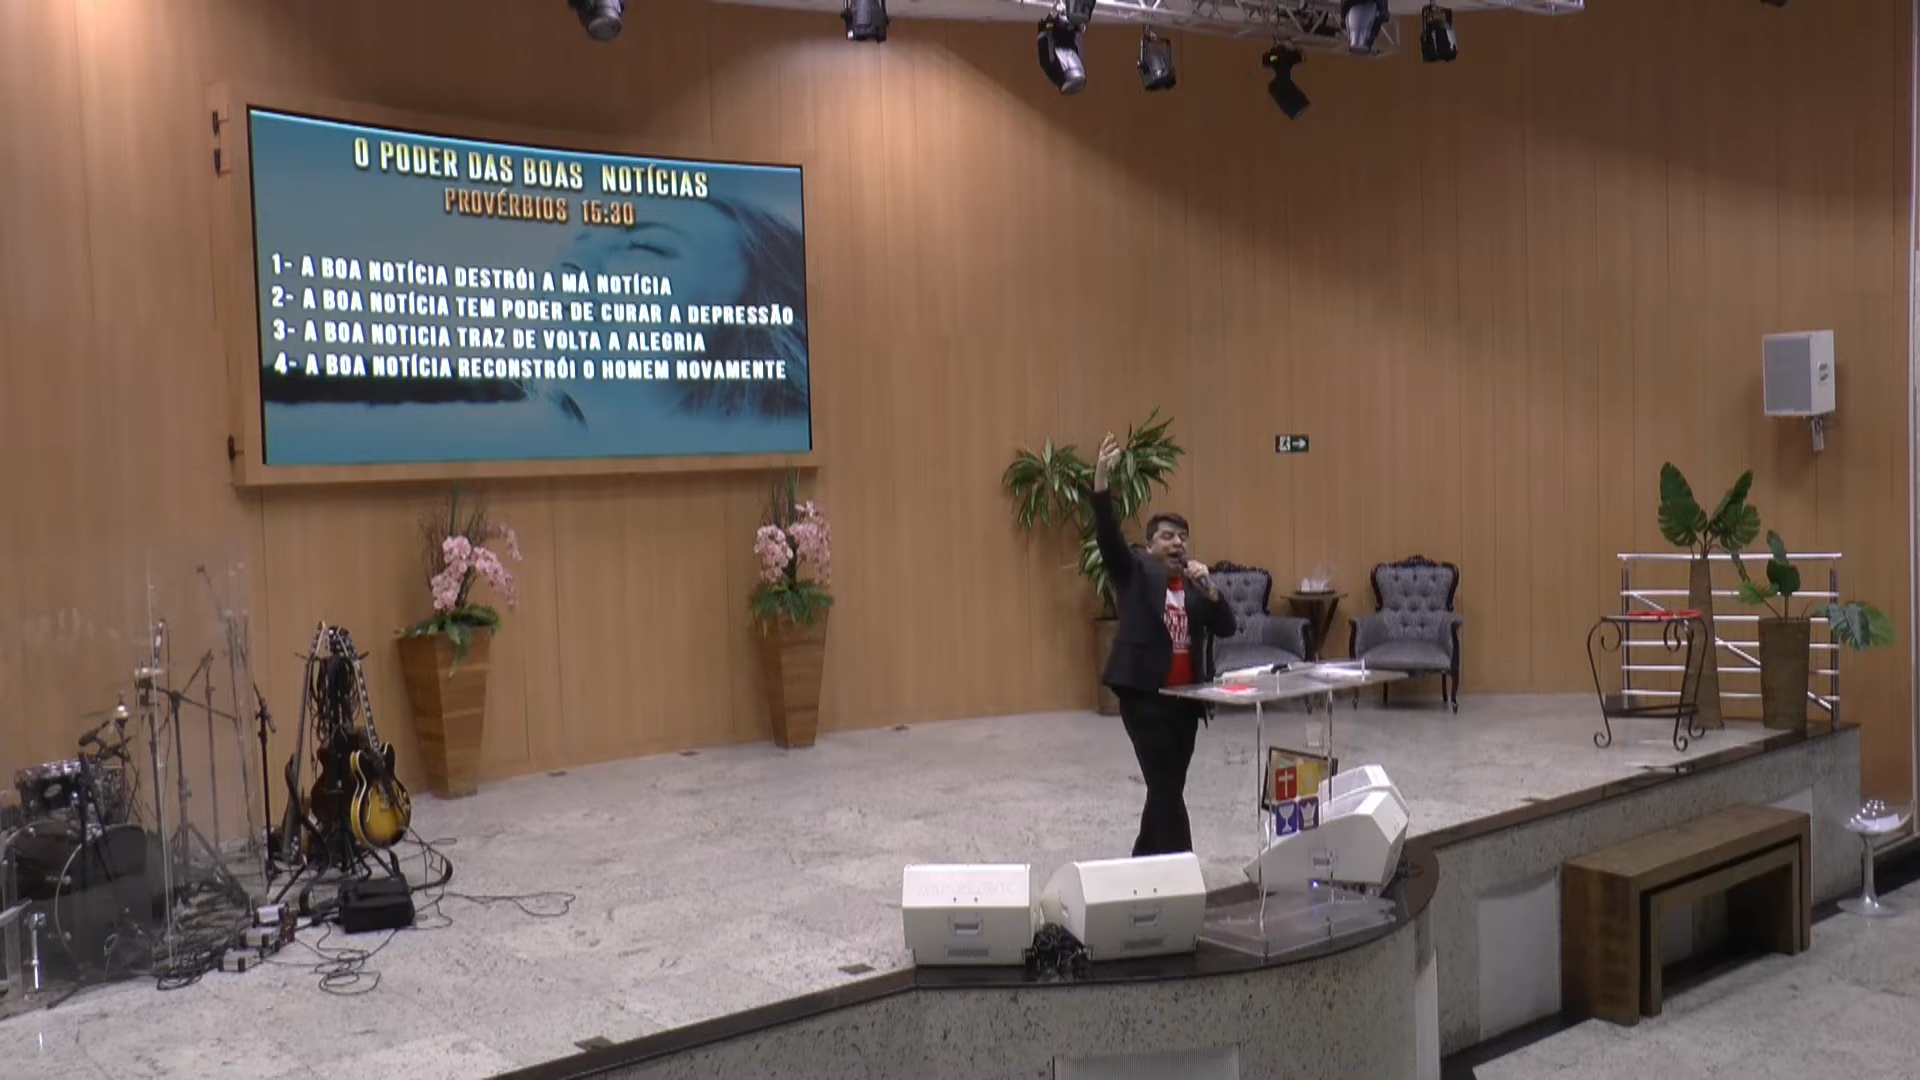 O PODER DAS BOAS NOTÍCIAS
PROVÉRBIOS 15:30
1- A BOA NOTÍCIA DESTRÓI A MÁ NOTÍCIA
2- A BOA NOTÍCIA TEM PODER DE CURAR A DEPRESSÃO
3- A BOA NOTICIA TRAZ DE VOLTA A ALEGRIA
4- A BOA NOTÍCIA RECONSTRÓI O HOMEM NOVAMENTE